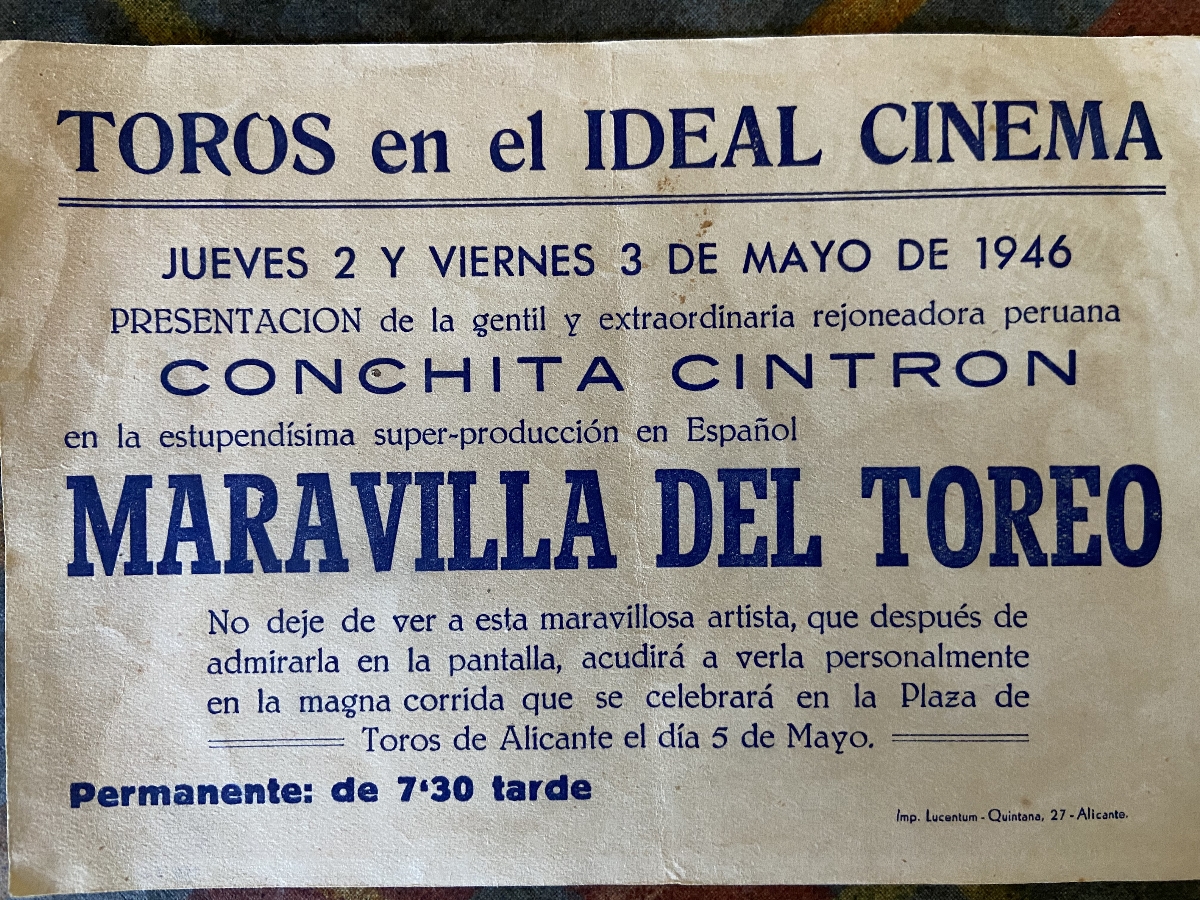 TOROS en el IDEAL CINEMA
JUEVES 2 Y VIERNES 3 DE MAYO DE 1946
PRESENTACION de la gentil y extraordinaria rejoneadora peruana
CONCHITA CINTRON
en la estupendísima super-producción en Español
MARAVILLA DEL TOREO
No deje de ver a esta maravillosa artista, que después de
admirarla en la pantalla, acudirá a verla personalmente
en la magna corrida que se celebrará en la Plaza de
Toros de Alicante el día 5 de Mayo.
Permanente: de 7‘30 tarde
Imp. Lucentum - Quintana, 27 - Alicante.